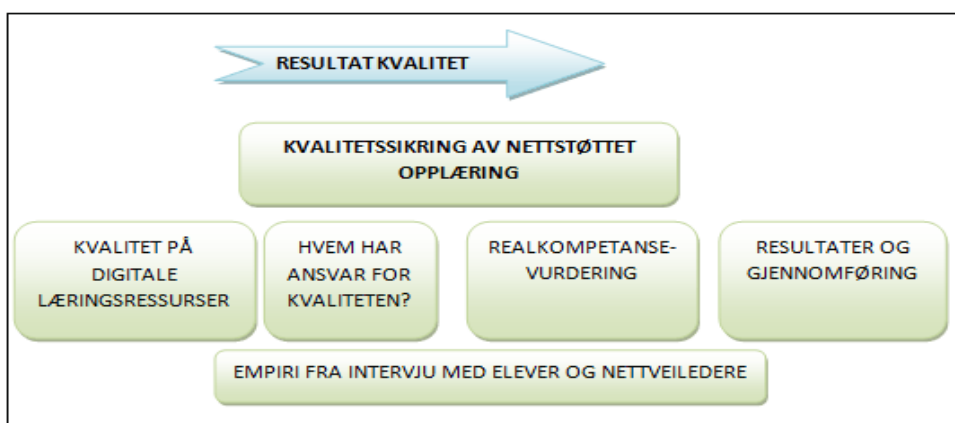 RESULTAT KVALITET
KVALITETSSIKRING AV NETTSTØTTET
OPPLÆRING
KVALITET PÅ
DIGITALE
LÆRINGSRESSURSER
HVEM HAR
ANSVAR FOR
KVALITETEN?
REALKOMPETANSE-
VURDERING
RESULTATER OG
GJENNOMFØRING
EMPIRI FRA INTERVJU MED ELEVER OG NETTVEILEDERE